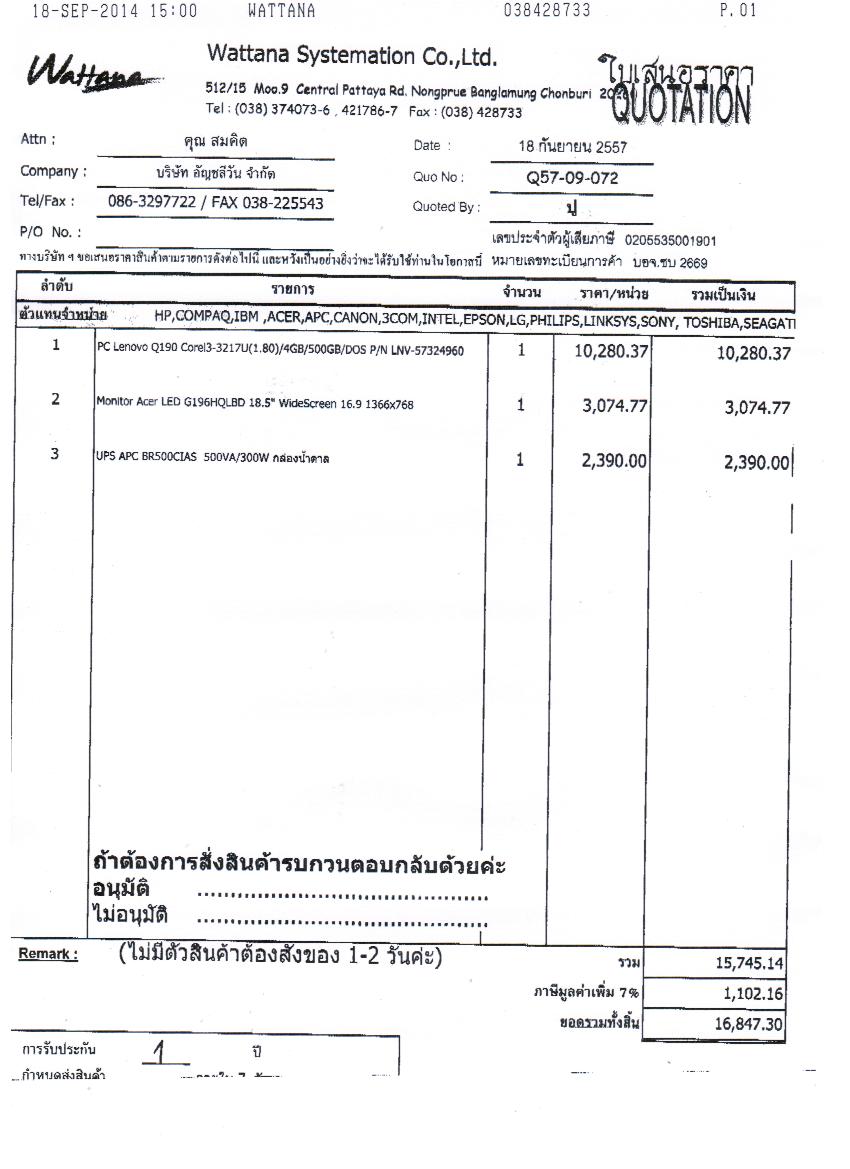 18-SEP-2014 15:00 WATTANA 038428733 P.01
Wattana
Wattana Systemation Co.,Ltd.
ใบเสนอราคา
512/15 Moo.9 Central Pattaya Rd. Nongprue Banglamung Chonburi
QUOTATION
Tel : (038) 374073-6 , 421786-7 Fax : (038) 428733
Attn : คุณ สมคิด Date : 18 กันยายน 2557
Company : บริษัท อัญชลีวัน จำกัด Quo No : Q57-09-072
Tel/Fax : 086-3297722 / FAX 038-225543 Quoted By : ปู
P/O No. : เลขประจำตัวผู้เสียภาษี 0205535001901
ทางบริษัท ฯ ขอเสนอราคาสินค้าตามรายการดังต่อไปนี้ และหวังเป็นอย่างยิ่งว่าจะได้รับใช้ท่านในโอกาสนี้ หมายเลขทะเบียนการค้า บอจ.ชบ 2669
ลำดับ รายการ จำนวน ราคา/หน่วย รวมเป็นเงิน
ตัวแทนจำหน่าย HP,COMPAQ,IBM ,ACER,APC,CANON,3COM,INTEL,EPSON,LG,PHILIPS,LINKSYS,SONY, TOSHIBA,SEAGAT
1 PC Lenovo Q190 Corei3-3217U(1.80)/4GB/500GB/DOS P/N LNV-57324960 1 10,280.37 10,280.37
2 Monitor Acer LED G196HQLBD 18.5" WideScreen 16.9 1366x768 1 3,074.77 3,074.77
3 UPS APC BR500CIAS 500VA/300W กล่องน้ำตาล 1 2,390.00 2,390.00
ถ้าต้องการสั่งสินค้ารบกวนตอบกลับด้วยค่ะ
อนุมัติ ..........................................
ไม่อนุมัติ ..........................................
Remark : (ไม่มีตัวสินค้าต้องสั่งของ 1-2 วันค่ะ) รวม 15,745.14
ภาษีมูลค่าเพิ่ม 7% 1,102.16
ยอดรวมทั้งสิ้น 16,847.30
การรับประกัน 1 ปี
กำหนดส่งสินค้า